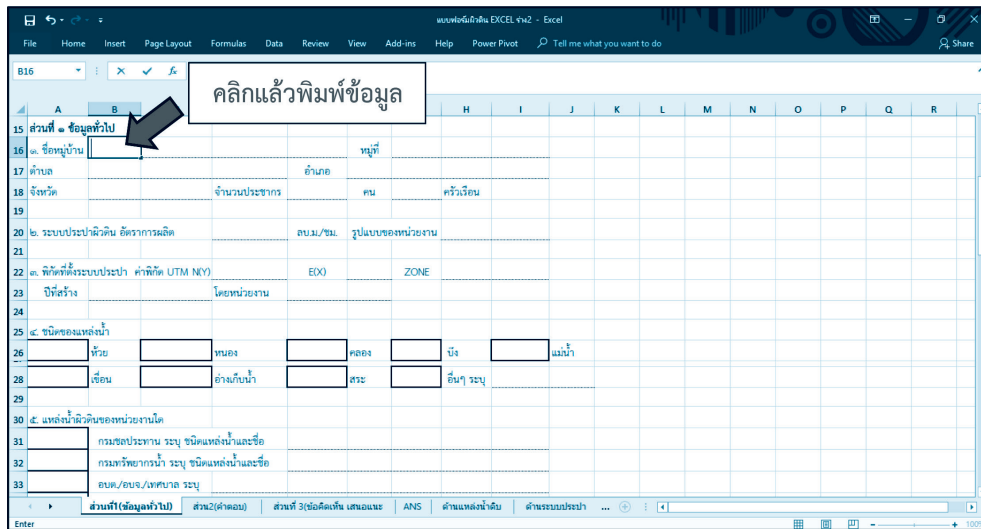 แบบฟอร์มผิวดิน EXCEL ร่าง2 - Excel
File Home Insert Page Layout Formulas Data Review View Add-ins Help Power Pivot Tell me what you want to do Share
B16 fx
คลิกแล้วพิมพ์ข้อมูล
A B H I J K L M N O P Q R
15 ส่วนที่ ๑ ข้อมูลทั่วไป
16 ๑. ชื่อหมู่บ้าน หมู่ที่
17 ตำบล อำเภอ
18 จังหวัด จำนวนประชากร คน ครัวเรือน
19
20 ๒. ระบบประปาผิวดิน อัตราการผลิต ลบ.ม./ชม. รูปแบบของหน่วยงาน
21
22 ๓. พิกัดที่ตั้งระบบประปา ค่าพิกัด UTM N(Y) E(X) ZONE
23 ปีที่สร้าง โดยหน่วยงาน
24
25 ๔. ชนิดของแหล่งน้ำ
26 ห้วย หนอง คลอง บึง แม่น้ำ
28 เขื่อน อ่างเก็บน้ำ สระ อื่นๆ ระบุ
29
30 ๕. แหล่งน้ำผิวดินของหน่วยงานใด
31 กรมชลประทาน ระบุ ชนิดแหล่งน้ำและชื่อ
32 กรมทรัพยากรน้ำ ระบุ ชนิดแหล่งน้ำและชื่อ
33 อบต./อบจ./เทศบาล ระบุ
ส่วนที่1(ข้อมูลทั่วไป) ส่วน2(คำตอบ) ส่วนที่ 3(ข้อคิดเห็น เสนอแนะ ANS ด้านแหล่งน้ำดิบ ด้านระบบประปา ...
Enter 100%